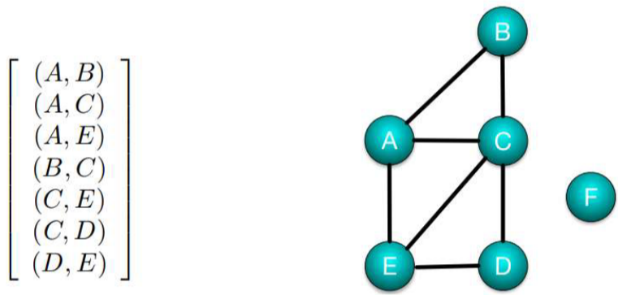 (A, B)
(A, C)
(A, E)
(B, C)
(C, E)
(C, D)
(D, E)
B
A
C
F
E
D